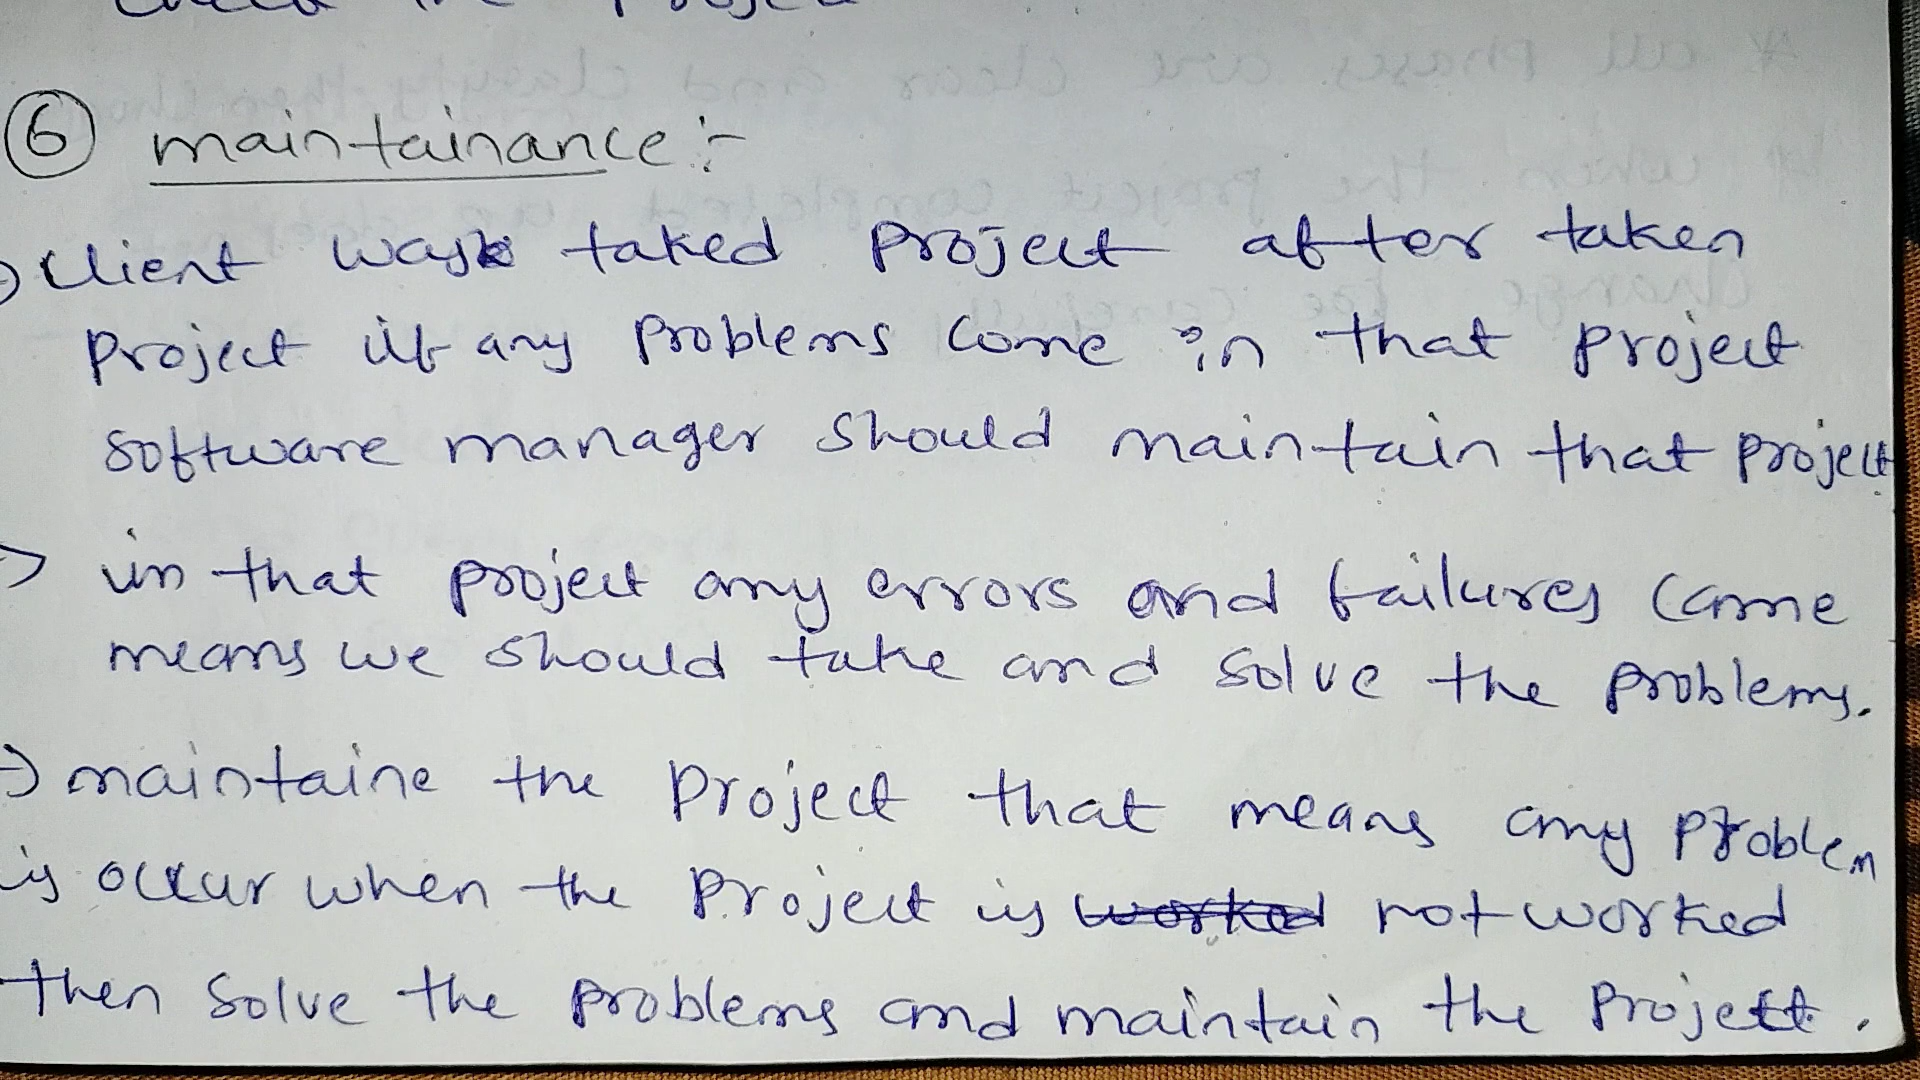 ⑥ maintainance :-
client was taked project after taken
project if any problems come in that project
software manager should maintain that project
-> in that project any errors and failures came
means we should take and solve the problems.
-> maintaine the project that means any problem
is occur when the project is worked not worked
then solve the problems and maintain the project.